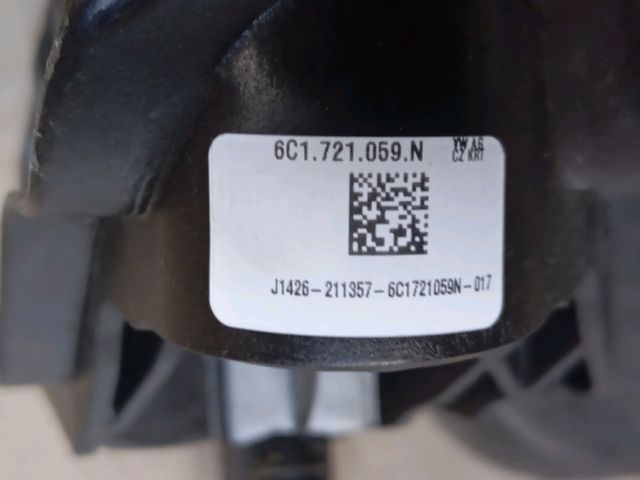 6C1.721.059.N
VW AG
CZ KRT
J1426-211357-6C1721059N-017